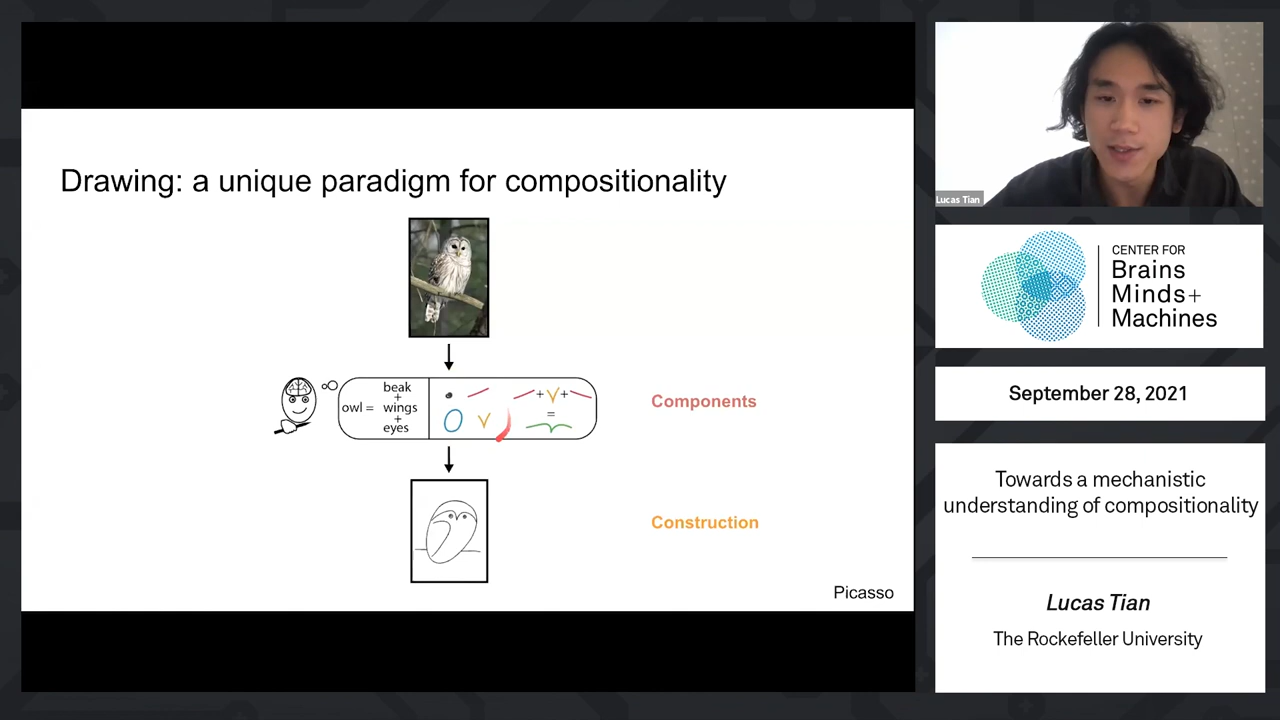 Drawing: a unique paradigm for compositionality
owl =
beak
+
wings
+
eyes
+ +
=
Components
Construction
Picasso
Lucas Tian
CENTER FOR
Brains
Minds+
Machines
September 28, 2021
Towards a mechanistic
understanding of compositionality
Lucas Tian
The Rockefeller University